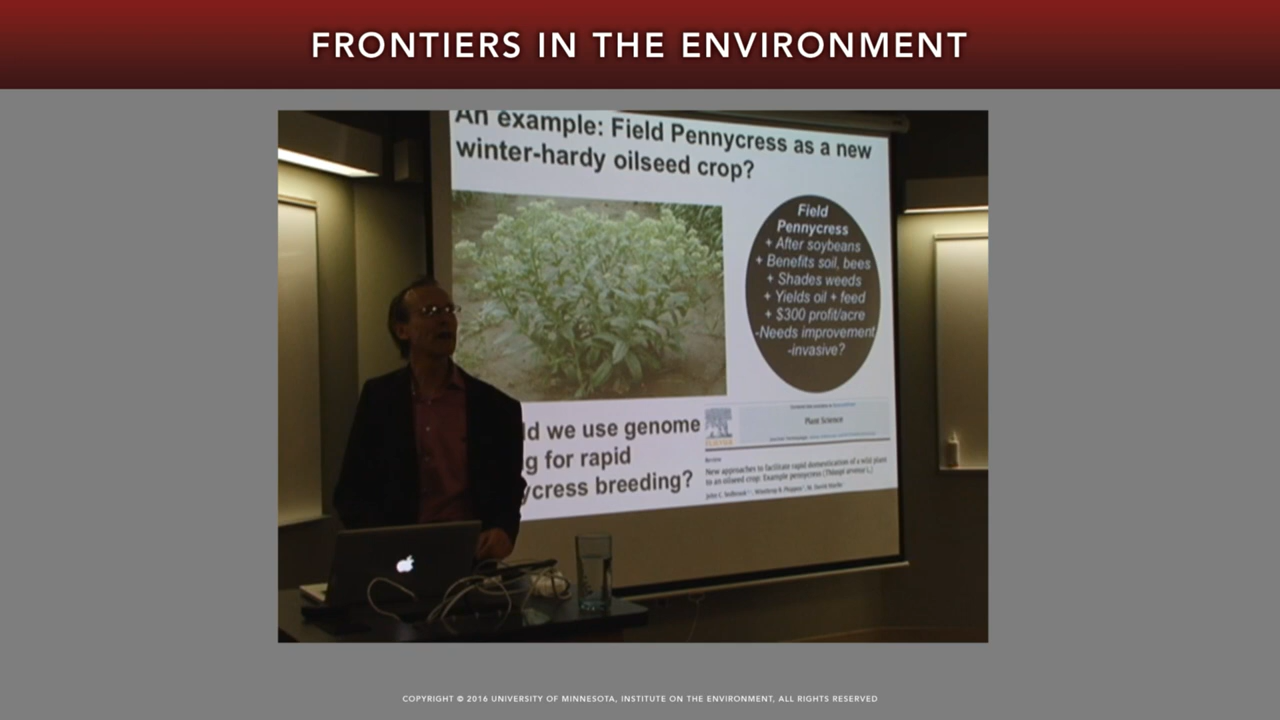 FRONTIERS IN THE ENVIRONMENT
An example: Field Pennycress as a new
winter-hardy oilseed crop?
Field
Pennycress
+ After soybeans
+ Benefits soil, bees
+ Shades weeds
+ Yields oil + feed
+ $300 profit/acre
-Needs improvement
-invasive?
ld we use genome
g for rapid
ycress breeding?
ELSEVIER
Plant Science
Review
New approaches to facilitate rapid domestication of a wild plant
to an oilseed crop: Example pennycress (Thlaspi arvense L.)
COPYRIGHT © 2016 UNIVERSITY OF MINNESOTA, INSTITUTE ON THE ENVIRONMENT, ALL RIGHTS RESERVED